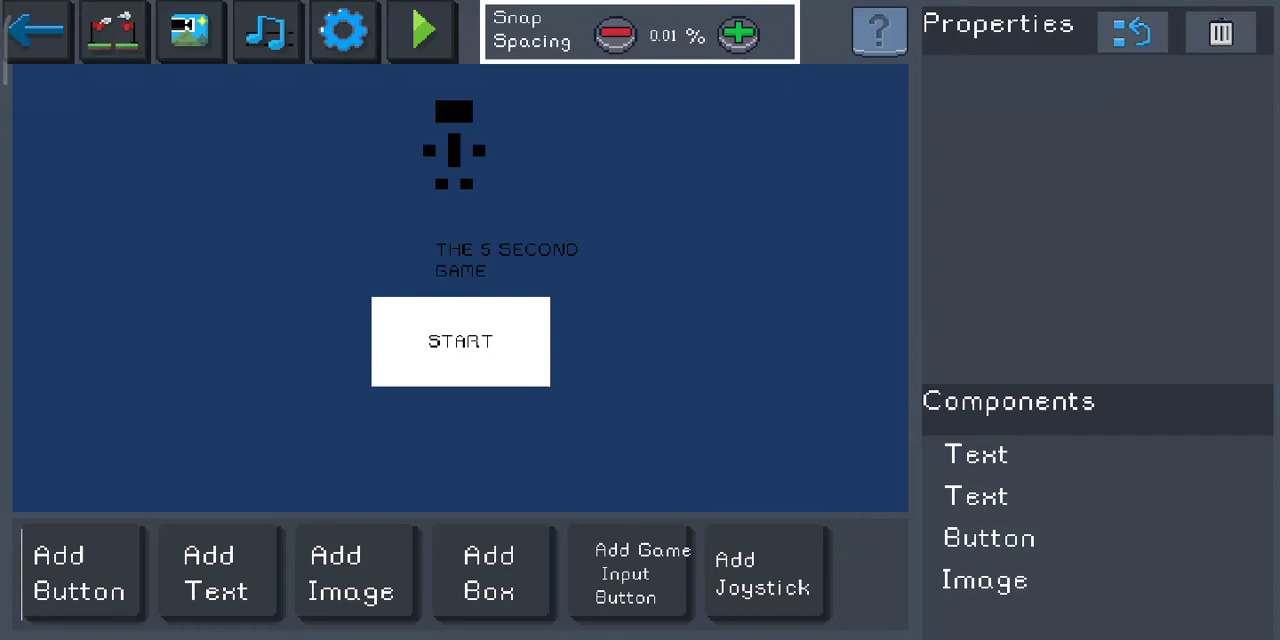 Snap
Spacing
0.01 %
?
Properties
THE 5 SECOND
GAME
START
Components
Text
Text
Button
Image
Add
Button
Add
Text
Add
Image
Add
Box
Add Game
Input
Button
Add
Joystick